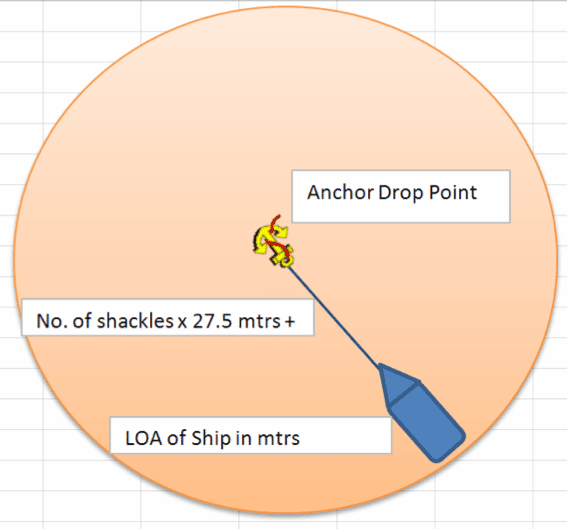 Anchor Drop Point
No. of shackles x 27.5 mtrs +
LOA of Ship in mtrs